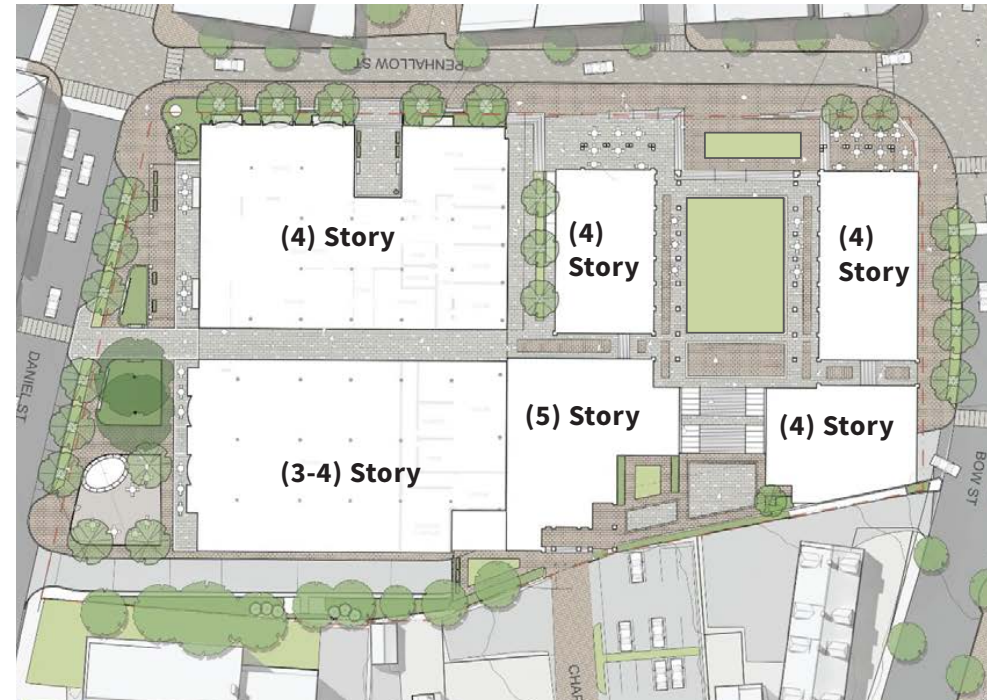 PENHALLOW ST
(4) Story
(4)
Story
(4)
Story
DANIEL ST
(5) Story
(4) Story
(3-4) Story
BOW ST
CHAP